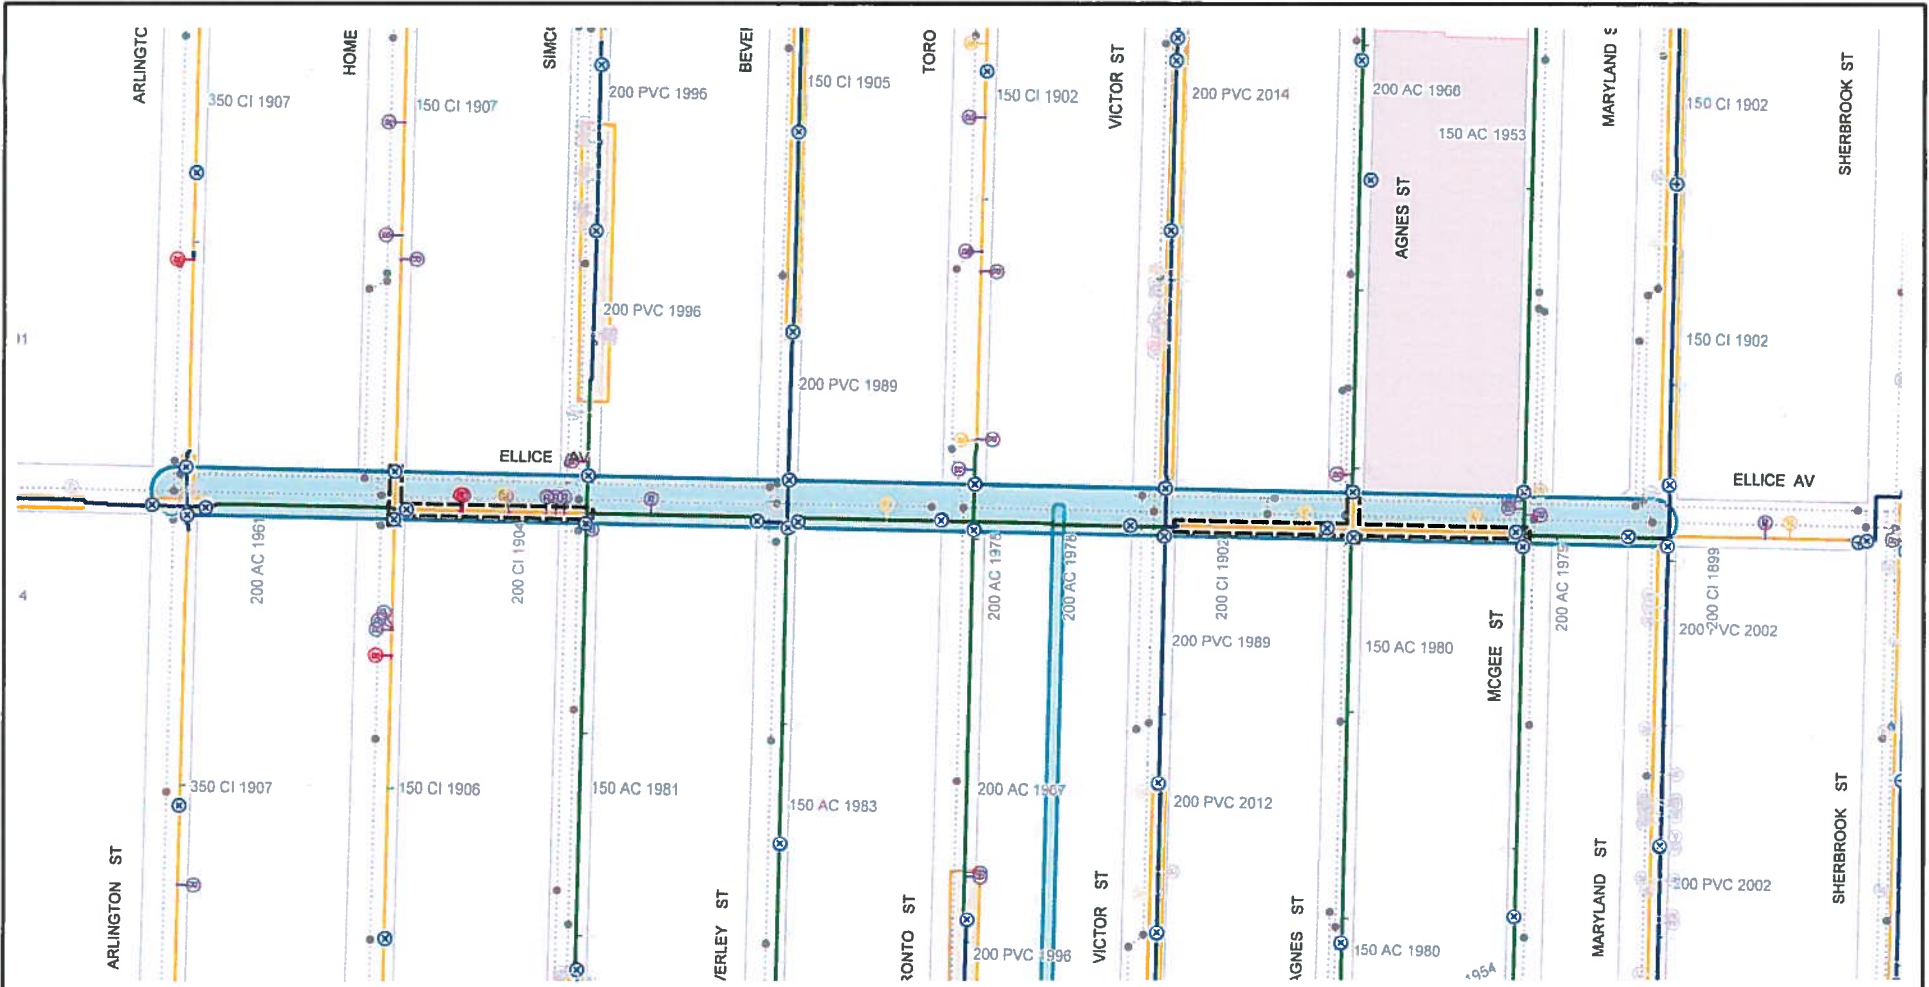 ARLINGTC
HOME
SIMC
BEVEI
TORO
VICTOR ST
MARYLAND S
SHERBROOK ST
350 CI 1907
150 CI 1907
200 PVC 1996
150 CI 1905
150 CI 1902
200 PVC 2014
200 AC 1966
150 AC 1953
150 CI 1902
AGNES ST
200 PVC 1996
150 CI 1902
200 PVC 1989
ELLICE AV
ELLICE AV
200 AC 1961
200 CI 1904
200 AC 1978
200 AC 1978
200 CI 1902
200 AC 1979
200 CI 1899
4
200 PVC 1989
150 AC 1980
MCGEE ST
200 PVC 2002
350 CI 1907
150 CI 1906
150 AC 1981
150 AC 1983
200 AC 1967
200 PVC 2012
SHERBROOK ST
ARLINGTON ST
VERLEY ST
RONTO ST
VICTOR ST
AGNES ST
MARYLAND ST
200 PVC 2002
200 PVC 1996
150 AC 1980
1954